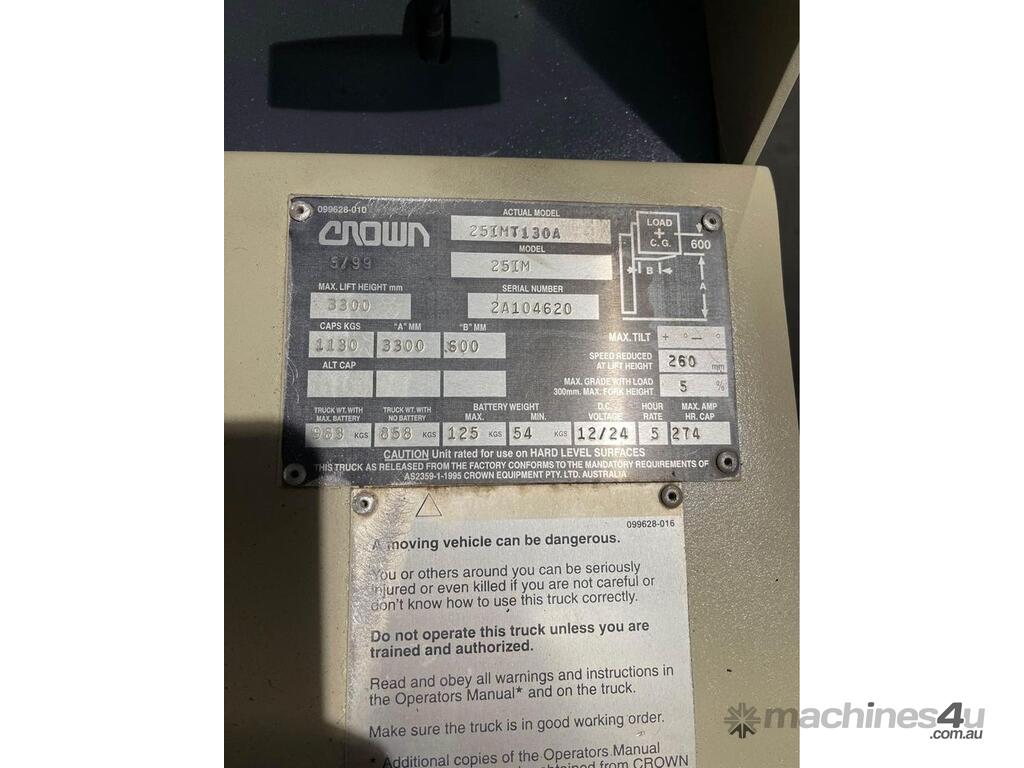 099628-010
CROWN
5/99
ACTUAL MODEL
25IMT130A
MODEL
25IM
LOAD
+
C. G.
600
B
A
MAX. LIFT HEIGHT mm
3300
SERIAL NUMBER
2A104620
CAPS KGS "A" MM "B" MM
1130 3300 600
ALT CAP
MAX. TILT + ° — °
SPEED REDUCED
AT LIFT HEIGHT 260 mm
MAX. GRADE WITH LOAD
300mm. MAX. FORK HEIGHT 5 %
TRUCK WT. WITH
MAX. BATTERY
983 KGS
TRUCK WT. WITH
NO BATTERY
858 KGS
BATTERY WEIGHT
MAX. MIN.
125 KGS 54 KGS
D.C.
VOLTAGE
12/24
HOUR
RATE
5
MAX. AMP
HR. CAP
274
CAUTION Unit rated for use on HARD LEVEL SURFACES
THIS TRUCK AS RELEASED FROM THE FACTORY CONFORMS TO THE MANDATORY REQUIREMENTS OF
AS2359-1-1995 CROWN EQUIPMENT PTY. LTD. AUSTRALIA
099628-016
A moving vehicle can be dangerous.
You or others around you can be seriously
injured or even killed if you are not careful or
don't know how to use this truck correctly.
Do not operate this truck unless you are
trained and authorized.
Read and obey all warnings and instructions in
the Operators Manual* and on the truck.
Make sure the truck is in good working order.
* Additional copies of the Operators Manual
obtained from CROWN
machines4u
.com.au